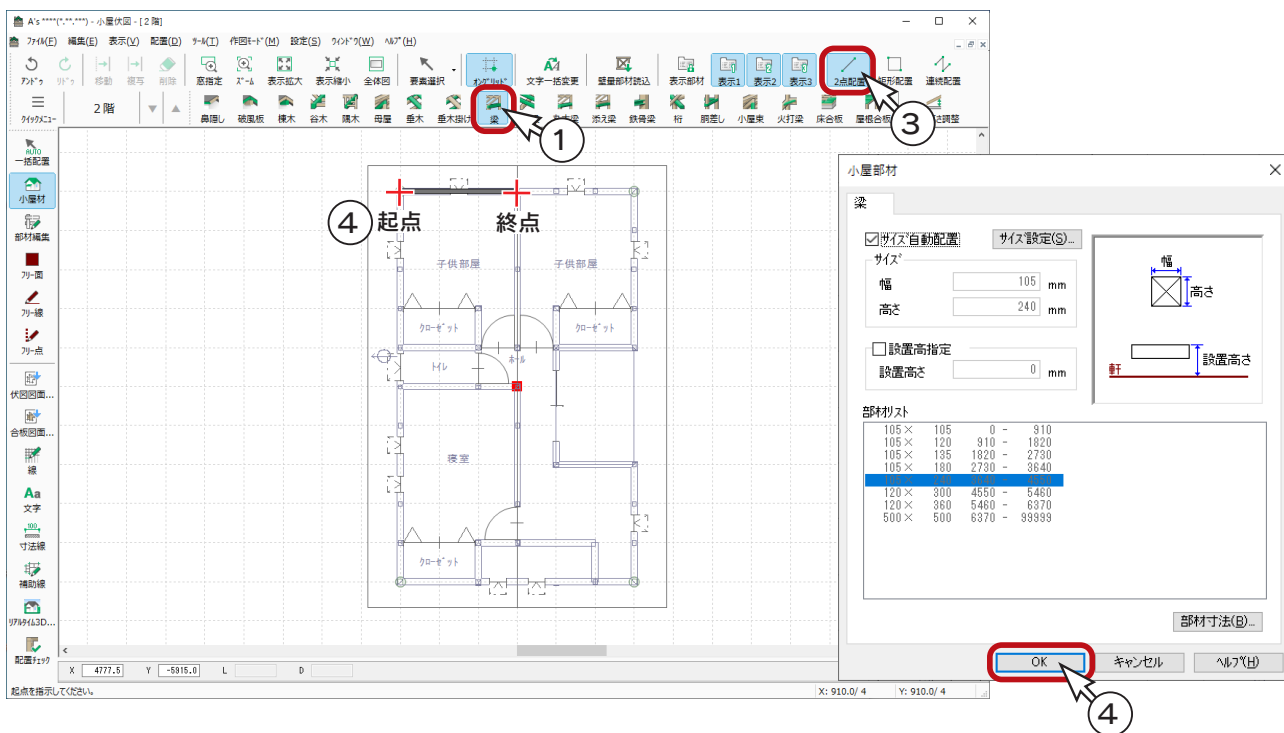 A's ****(*.**.***) - 小屋伏図 - [2 階]
ﾌｧｲﾙ(F) 編集(E) 表示(V) 配置(D) ﾂｰﾙ(T) 作図ﾓｰﾄﾞ(M) 設定(S) ｳｨﾝﾄﾞｳ(W) ﾍﾙﾌﾟ(H)
ｱﾝﾄﾞｩ ﾘﾄﾞｩ 移動 複写 削除 窓指定 ｽﾞｰﾑ 表示拡大 表示縮小 全体図 要素選択 ｵﾝｸﾞﾘｯﾄﾞ 文字一括変更 壁量部材読込 表示部材 表示1 表示2 表示3 2点配置 矩形配置 連続配置
ｸｲｯｸﾒﾆｭｰ 2 階 鼻隠し 破風板 棟木 谷木 隅木 母屋 垂木 垂木掛け 梁 添え梁 鉄骨梁 桁 胴差し 小屋束 火打梁 床合板 屋根合板
①
③
AUTO
一括配置
小屋材
部材編集
ﾌﾘｰ面
ﾌﾘｰ線
ﾌﾘｰ点
伏図図面...
合板図面...
線
Aa
文字
100
寸法線
補助線
ﾘｱﾙﾀｲﾑ3D...
配置ﾁｪｯｸ
④ 起点 終点
子供部屋 子供部屋
ｸﾛｰｾﾞｯﾄ ｸﾛｰｾﾞｯﾄ
ﾄｲﾚ ﾎｰﾙ
寝室
ｸﾛｰｾﾞｯﾄ
X 4777.5 Y -5915.0 L D
起点を指示してください。 X: 910.0/ 4 Y: 910.0/ 4
小屋部材
梁
サイズ自動配置 サイズ設定(S)...
サイズ
幅 105 mm
高さ 240 mm
設置高指定
設置高さ 0 mm
幅
高さ
設置高さ
軒
部材リスト
105× 105 0 - 910
105× 120 910 - 1820
105× 135 1820 - 2730
105× 180 2730 - 3640
120× 300 4550 - 5460
120× 360 5460 - 6370
500× 500 6370 - 99999
部材寸法(B)...
OK キャンセル ﾍﾙﾌﾟ(H)
④